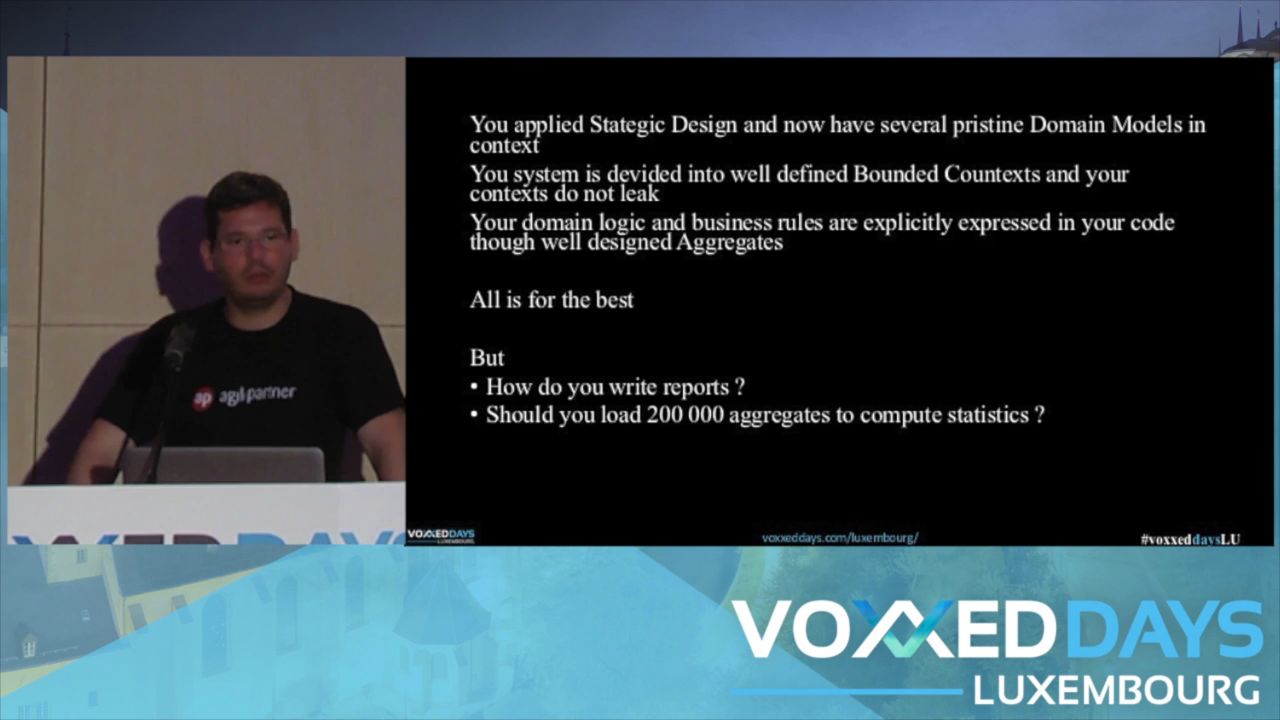 You applied Stategic Design and now have several pristine Domain Models in
context
You system is devided into well defined Bounded Countexts and your
contexts do not leak
Your domain logic and business rules are explicitly expressed in your code
though well designed Aggregates
All is for the best
But
• How do you write reports ?
• Should you load 200 000 aggregates to compute statistics ?
ap agilpartner
VOXXED DAYS
VOXXEDDAYS
LUXEMBOURG
voxxeddays.com/luxembourg/
#voxxeddaysLU
VOXXEDDAYS
LUXEMBOURG